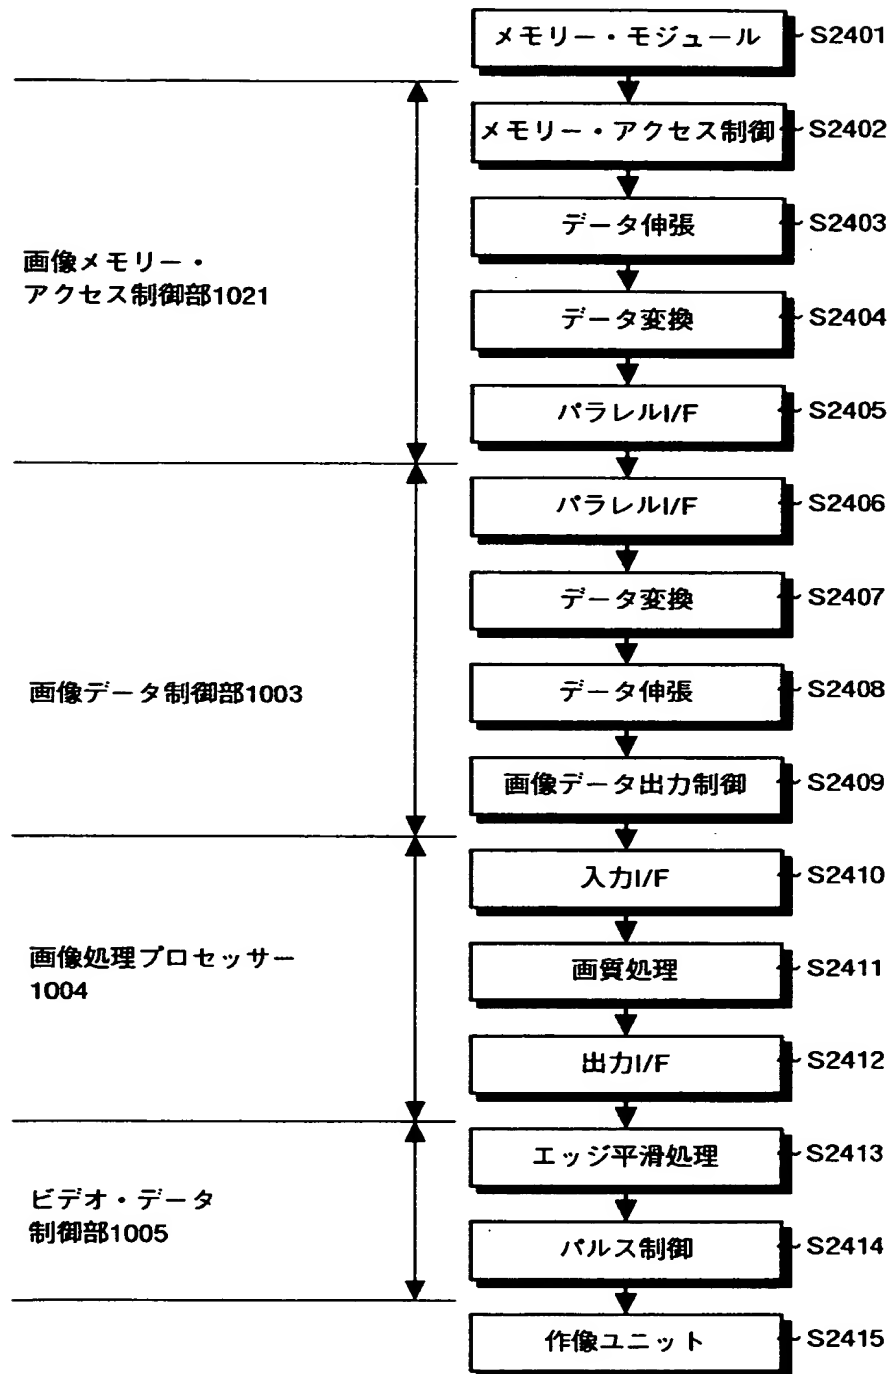 メモリー・モジュール S2401
メモリー・アクセス制御 S2402
データ伸張 S2403
画像メモリー・
アクセス制御部1021
データ変換 S2404
パラレルI/F S2405
パラレルI/F S2406
データ変換 S2407
画像データ制御部1003
データ伸張 S2408
画像データ出力制御 S2409
入力I/F S2410
画像処理プロセッサー
1004
画質処理 S2411
出力I/F S2412
エッジ平滑処理 S2413
ビデオ・データ
制御部1005
パルス制御 S2414
作像ユニット S2415